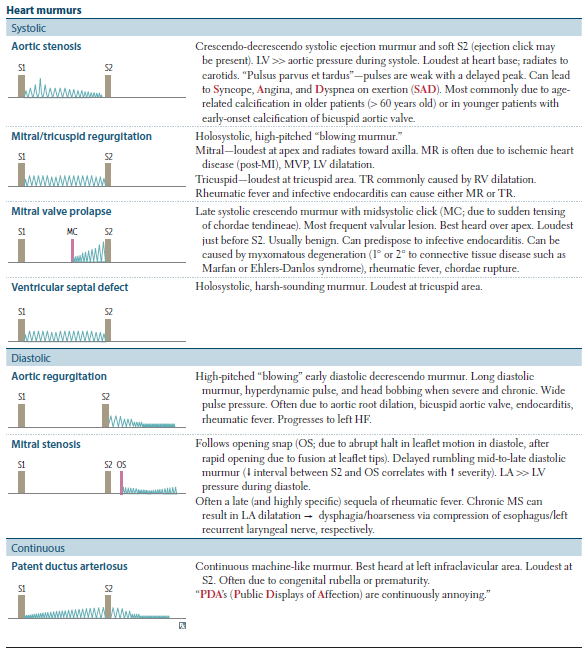 Heart murmurs
Systolic
Aortic stenosis
S1 S2
Crescendo-decrescendo systolic ejection murmur and soft S2 (ejection click may
be present). LV >> aortic pressure during systole. Loudest at heart base; radiates to
carotids. “Pulsus parvus et tardus”—pulses are weak with a delayed peak. Can lead
to Syncope, Angina, and Dyspnea on exertion (SAD). Most commonly due to age-
related calcification in older patients (> 60 years old) or in younger patients with
early-onset calcification of bicuspid aortic valve.
Mitral/tricuspid regurgitation
S1 S2
Holosystolic, high-pitched “blowing murmur.”
Mitral—loudest at apex and radiates toward axilla. MR is often due to ischemic heart
disease (post-MI), MVP, LV dilatation.
Tricuspid—loudest at tricuspid area. TR commonly caused by RV dilatation.
Rheumatic fever and infective endocarditis can cause either MR or TR.
Mitral valve prolapse
S1 MC S2
Late systolic crescendo murmur with midsystolic click (MC; due to sudden tensing
of chordae tendineae). Most frequent valvular lesion. Best heard over apex. Loudest
just before S2. Usually benign. Can predispose to infective endocarditis. Can be
caused by myxomatous degeneration (1° or 2° to connective tissue disease such as
Marfan or Ehlers-Danlos syndrome), rheumatic fever, chordae rupture.
Ventricular septal defect
S1 S2
Holosystolic, harsh-sounding murmur. Loudest at tricuspid area.
Diastolic
Aortic regurgitation
S1 S2
High-pitched “blowing” early diastolic decrescendo murmur. Long diastolic
murmur, hyperdynamic pulse, and head bobbing when severe and chronic. Wide
pulse pressure. Often due to aortic root dilation, bicuspid aortic valve, endocarditis,
rheumatic fever. Progresses to left HF.
Mitral stenosis
S1 S2 OS
Follows opening snap (OS; due to abrupt halt in leaflet motion in diastole, after
rapid opening due to fusion at leaflet tips). Delayed rumbling mid-to-late diastolic
murmur (↓ interval between S2 and OS correlates with ↑ severity). LA >> LV
pressure during diastole.
Often a late (and highly specific) sequela of rheumatic fever. Chronic MS can
result in LA dilatation → dysphagia/hoarseness via compression of esophagus/left
recurrent laryngeal nerve, respectively.
Continuous
Patent ductus arteriosus
S1 S2
Continuous machine-like murmur. Best heard at left infraclavicular area. Loudest at
S2. Often due to congenital rubella or prematurity.
“PDA’s (Public Displays of Affection) are continuously annoying.”